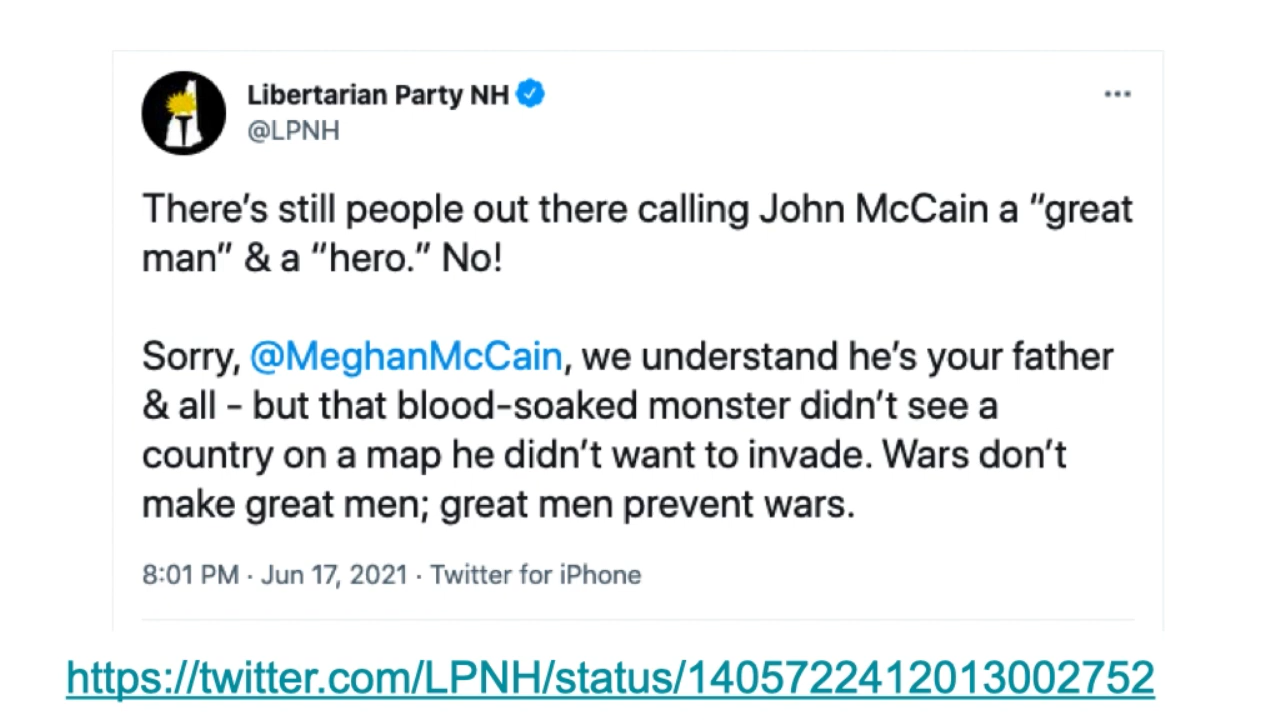 Libertarian Party NH
@LPNH
There’s still people out there calling John McCain a “great
man” & a “hero.” No!
Sorry, @MeghanMcCain, we understand he’s your father
& all – but that blood-soaked monster didn’t see a
country on a map he didn’t want to invade. Wars don’t
make great men; great men prevent wars.
8:01 PM · Jun 17, 2021 · Twitter for iPhone
https://twitter.com/LPNH/status/1405722412013002752